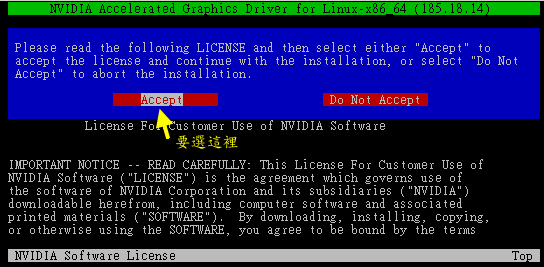 NVIDIA Accelerated Graphics Driver for Linux-x86_64 (185.18.14)
Please read the following LICENSE and then select either "Accept" to
accept the license and continue with the installation, or select "Do Not
Accept" to abort the installation.
Accept Do Not Accept
License For Customer Use of NVIDIA Software
要選這裡
IMPORTANT NOTICE -- READ CAREFULLY: This License For Customer Use of
NVIDIA Software ("LICENSE") is the agreement which governs use of
the software of NVIDIA Corporation and its subsidiaries ("NVIDIA")
downloadable herefrom, including computer software and associated
printed materials ("SOFTWARE").  By downloading, installing, copying,
or otherwise using the SOFTWARE, you agree to be bound by the terms
NVIDIA Software License Top